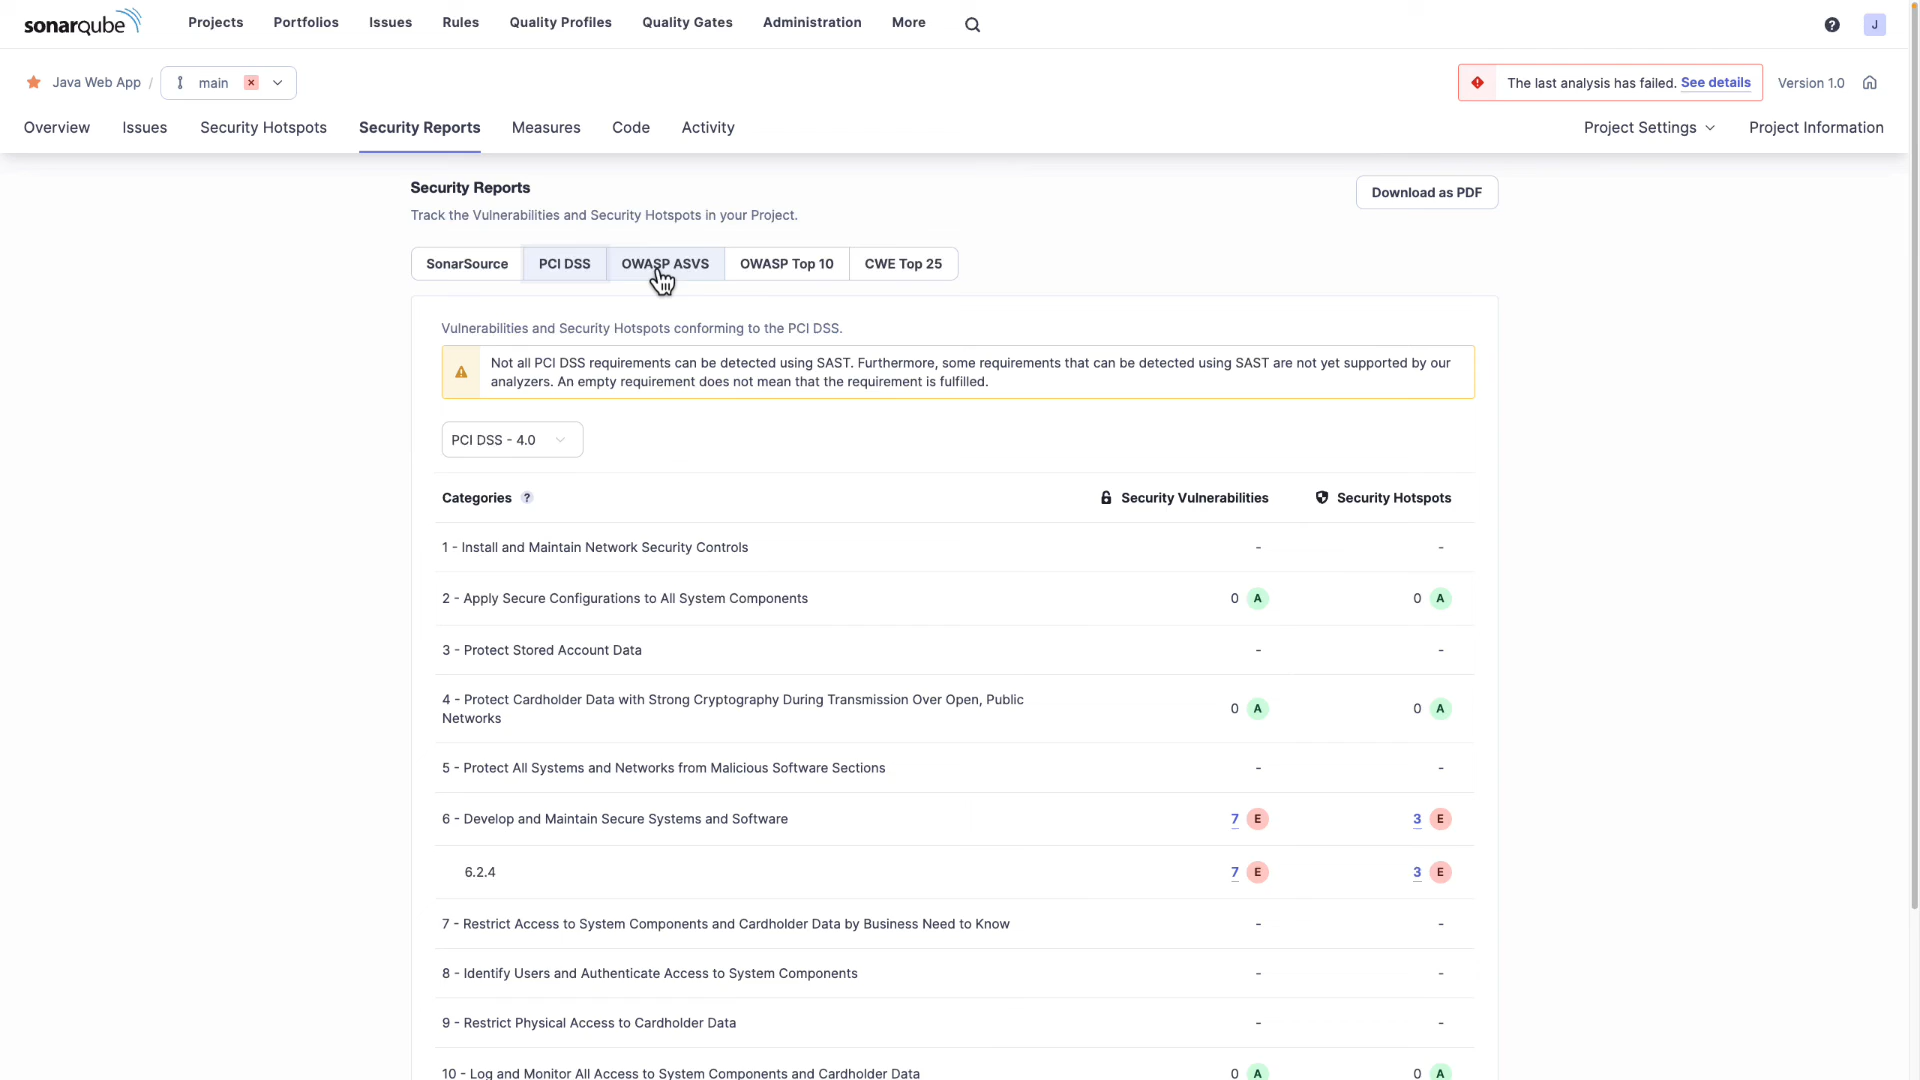 sonarqube Projects Portfolios Issues Rules Quality Profiles Quality Gates Administration More ? J
Java Web App / main The last analysis has failed. See details Version 1.0
Overview Issues Security Hotspots Security Reports Measures Code Activity Project Settings Project Information
Security Reports
Download as PDF
Track the Vulnerabilities and Security Hotspots in your Project.
SonarSource PCI DSS OWASP ASVS OWASP Top 10 CWE Top 25
Vulnerabilities and Security Hotspots conforming to the PCI DSS.
Not all PCI DSS requirements can be detected using SAST. Furthermore, some requirements that can be detected using SAST are not yet supported by our
analyzers. An empty requirement does not mean that the requirement is fulfilled.
PCI DSS - 4.0
Categories ? Security Vulnerabilities Security Hotspots
1 - Install and Maintain Network Security Controls - -
2 - Apply Secure Configurations to All System Components 0 A 0 A
3 - Protect Stored Account Data - -
4 - Protect Cardholder Data with Strong Cryptography During Transmission Over Open, Public
Networks 0 A 0 A
5 - Protect All Systems and Networks from Malicious Software Sections - -
6 - Develop and Maintain Secure Systems and Software 7 E 3 E
6.2.4 7 E 3 E
7 - Restrict Access to System Components and Cardholder Data by Business Need to Know - -
8 - Identify Users and Authenticate Access to System Components - -
9 - Restrict Physical Access to Cardholder Data - -
10 - Log and Monitor All Access to System Components and Cardholder Data 0 A 0 A